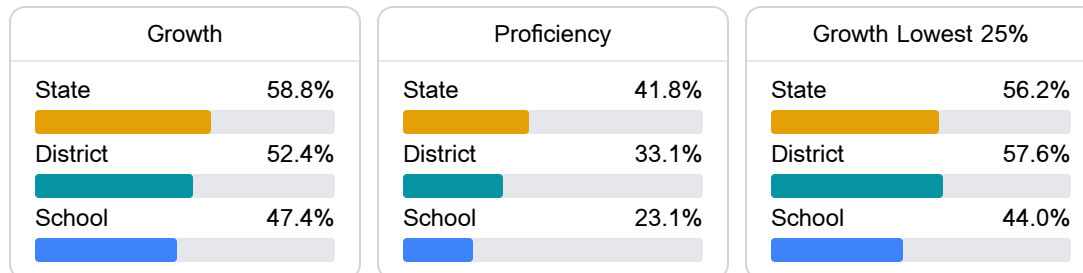 Growth
State 58.8%
District 52.4%
School 47.4%
Proficiency
State 41.8%
District 33.1%
School 23.1%
Growth Lowest 25%
State 56.2%
District 57.6%
School 44.0%